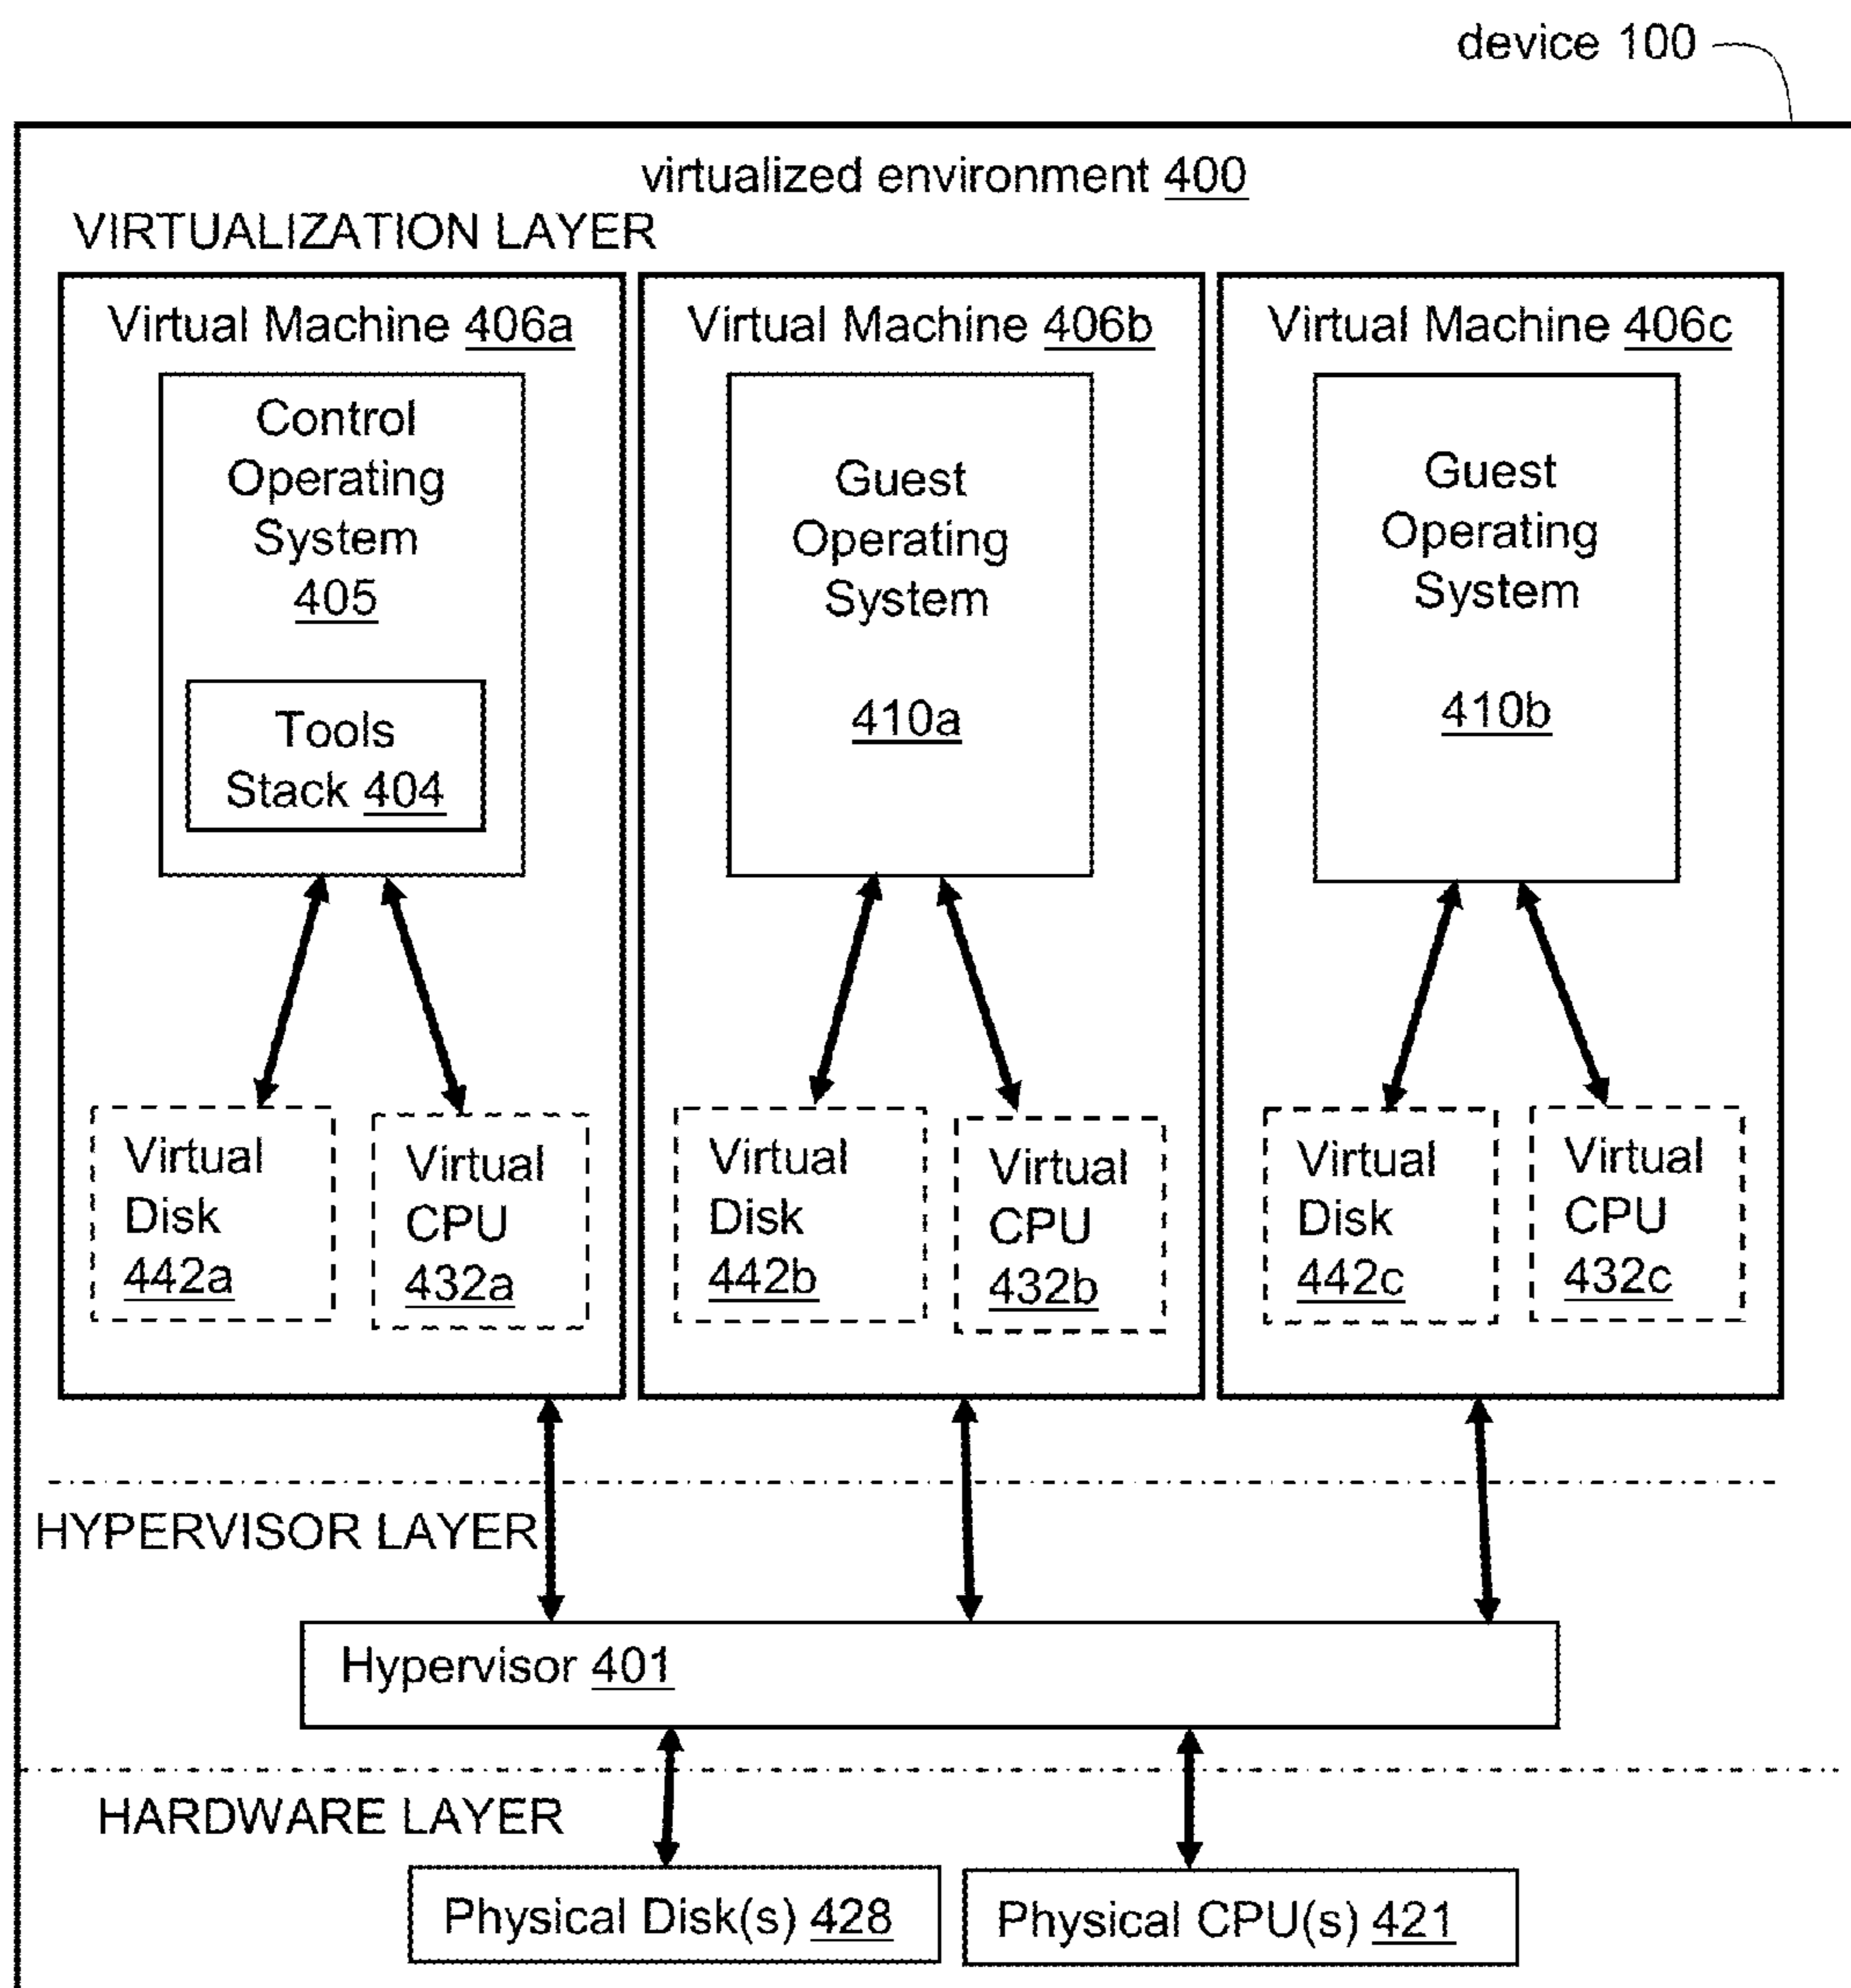 device 100
virtualized environment 400
VIRTUALIZATION LAYER
Virtual Machine 406a
Control
Operating
System
405
Tools
Stack 404
Virtual
Disk
442a
Virtual
CPU
432a
Virtual Machine 406b
Guest
Operating
System
410a
Virtual
Disk
442b
Virtual
CPU
432b
Virtual Machine 406c
Guest
Operating
System
410b
Virtual
Disk
442c
Virtual
CPU
432c
HYPERVISOR LAYER
Hypervisor 401
HARDWARE LAYER
Physical Disk(s) 428
Physical CPU(s) 421